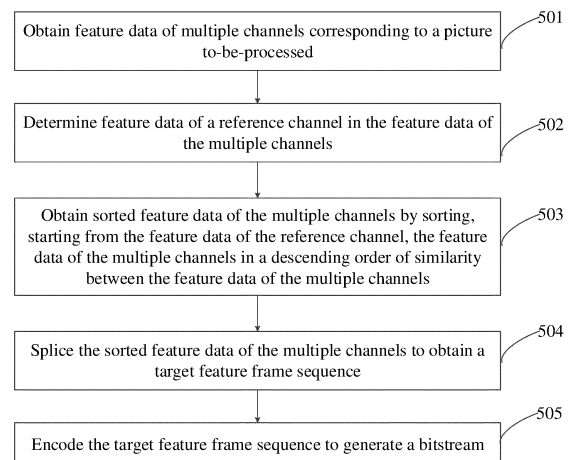 501
Obtain feature data of multiple channels corresponding to a picture
to-be-processed
502
Determine feature data of a reference channel in the feature data of
the multiple channels
503
Obtain sorted feature data of the multiple channels by sorting,
starting from the feature data of the reference channel, the feature
data of the multiple channels in a descending order of similarity
between the feature data of the multiple channels
504
Splice the sorted feature data of the multiple channels to obtain a
target feature frame sequence
505
Encode the target feature frame sequence to generate a bitstream